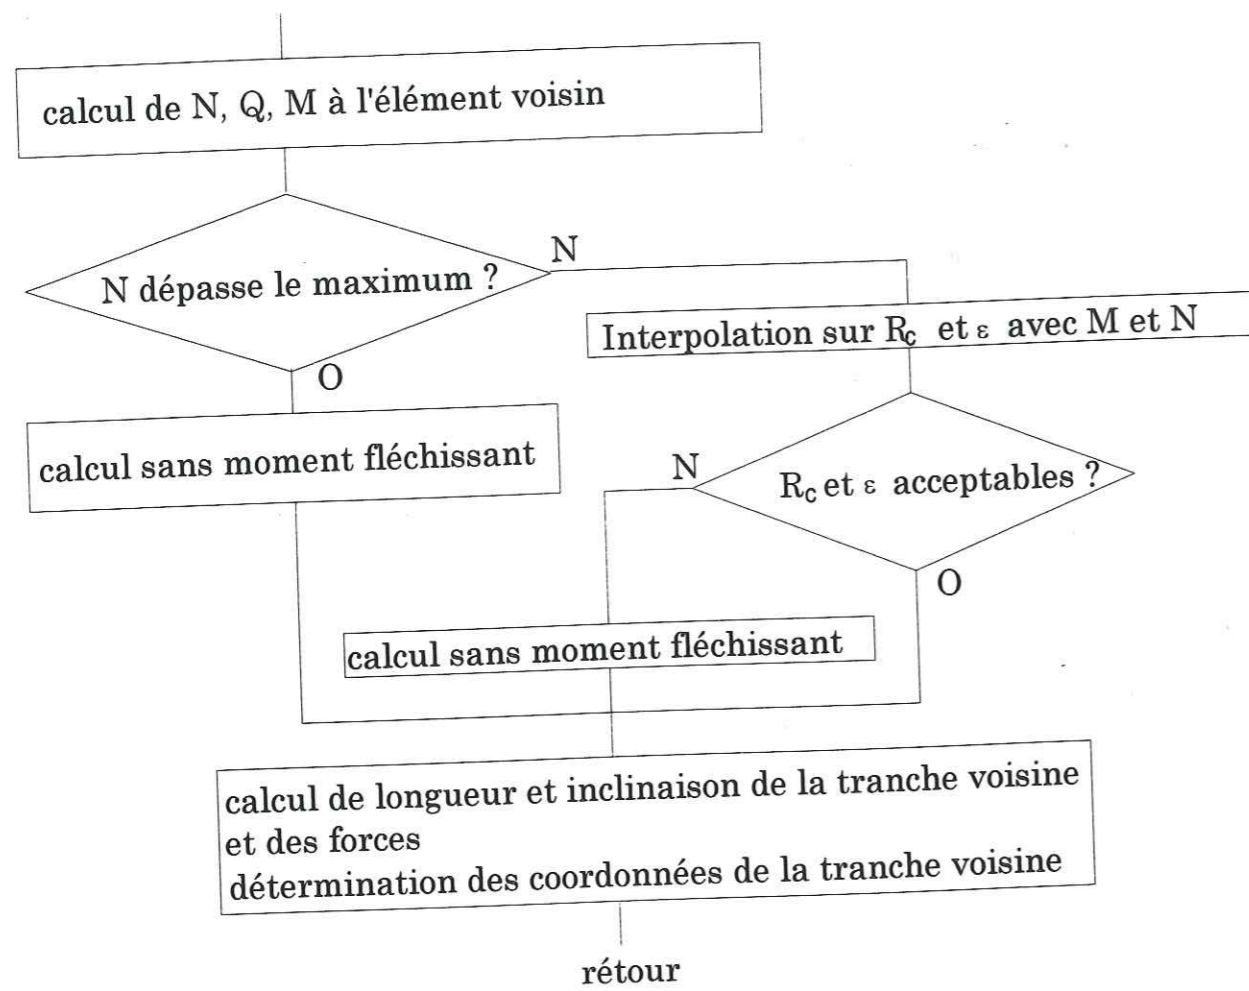 calcul de N, Q, M à l'élément voisin
N dépasse le maximum ?
N
Interpolation sur Rc et ε avec M et N
O
calcul sans moment fléchissant
N
Rc et ε acceptables ?
O
calcul sans moment fléchissant
calcul de longueur et inclinaison de la tranche voisine
et des forces
détermination des coordonnées de la tranche voisine
rétour